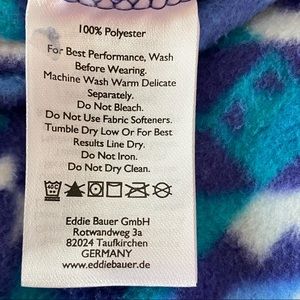 100% Polyester
For Best Performance, Wash
Before Wearing.
Machine Wash Warm Delicate
Separately.
Do Not Bleach.
Do Not Use Fabric Softeners.
Tumble Dry Low Or For Best
Results Line Dry.
Do Not Iron.
Do Not Dry Clean.
Eddie Bauer GmbH
Rotwandweg 3a
82024 Taufkirchen
GERMANY
www.eddiebauer.de